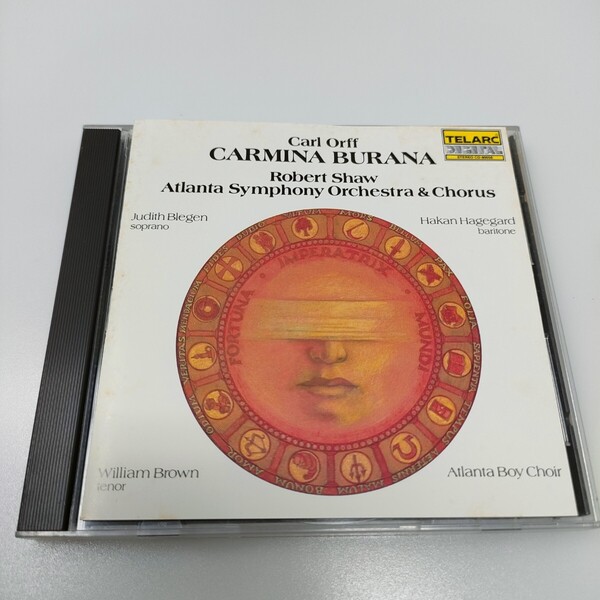 Carl Orff
CARMINA BURANA
TELARC
DIGITAL
Robert Shaw
Atlanta Symphony Orchestra & Chorus
Judith Blegen
soprano
Hakan Hagegard
baritone
FORTUNA · IMPERATRIX · MUNDI
William Brown
tenor
Atlanta Boy Choir